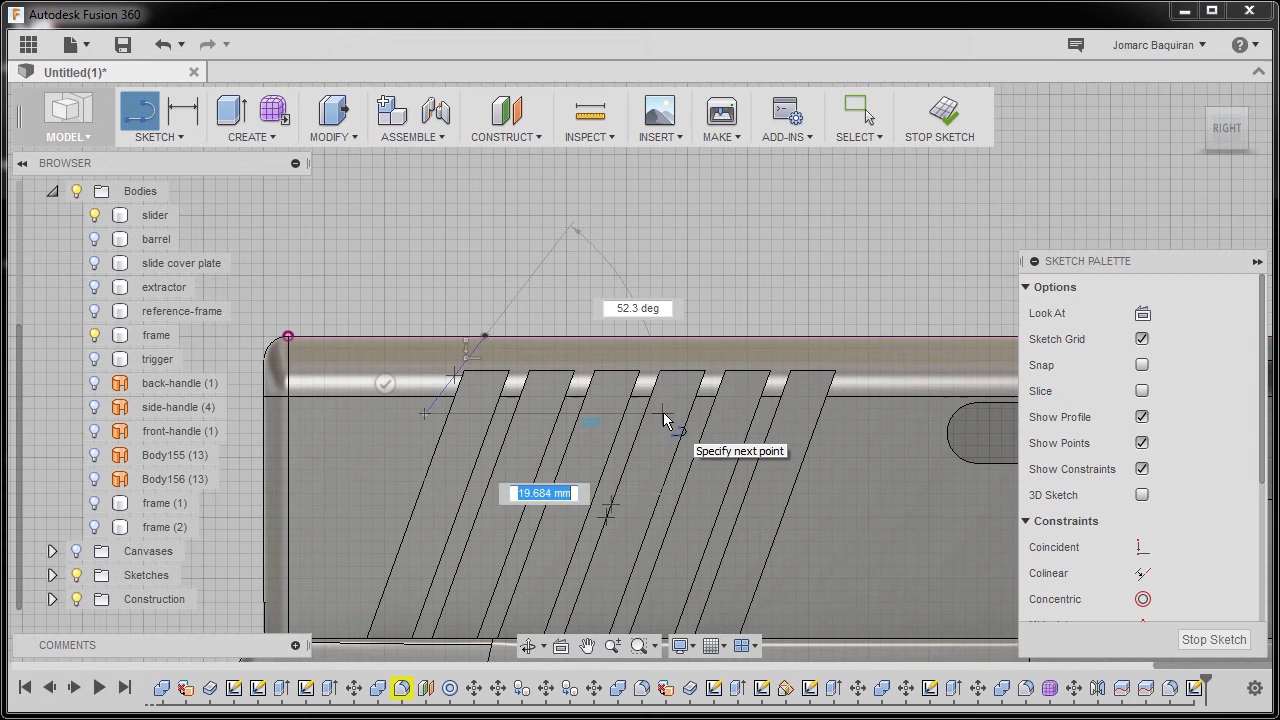 Autodesk Fusion 360
Jomarc Baquiran
Untitled(1)*
MODEL
SKETCH
CREATE
MODIFY
ASSEMBLE
CONSTRUCT
INSPECT
INSERT
MAKE
ADD-INS
SELECT
STOP SKETCH
RIGHT
BROWSER
Bodies
slider
barrel
slide cover plate
extractor
reference-frame
frame
trigger
back-handle (1)
side-handle (4)
front-handle (1)
Body155 (13)
Body156 (13)
frame (1)
frame (2)
Canvases
Sketches
Construction
COMMENTS
52.3 deg
Specify next point
19.684 mm
SKETCH PALETTE
Options
Look At
Sketch Grid
Snap
Slice
Show Profile
Show Points
Show Constraints
3D Sketch
Constraints
Coincident
Colinear
Concentric
Stop Sketch